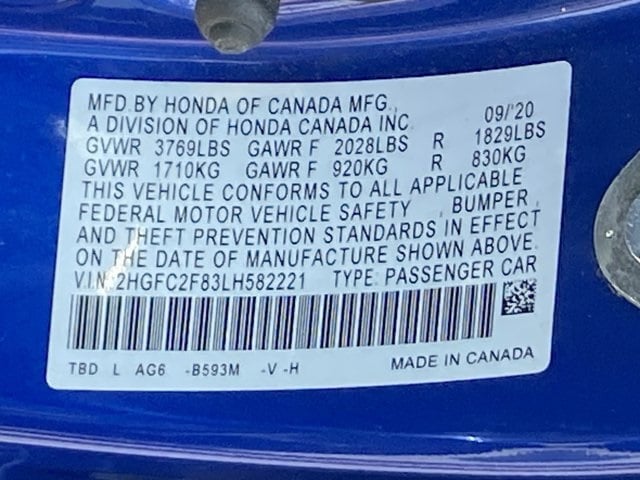 MFD.BY HONDA OF CANADA MFG., 09/'20
A DIVISION OF HONDA CANADA INC.
GVWR 3769LBS GAWR F 2028LBS R 1829LBS
GVWR 1710KG GAWR F 920KG R 830KG
THIS VEHICLE CONFORMS TO ALL APPLICABLE
FEDERAL MOTOR VEHICLE SAFETY , BUMPER ,
AND THEFT PREVENTION STANDARDS IN EFFECT
ON THE DATE OF MANUFACTURE SHOWN ABOVE.
V.I.N.:2HGFC2F83LH582221 TYPE: PASSENGER CAR
TBD L AG6 -B593M -V -H MADE IN CANADA